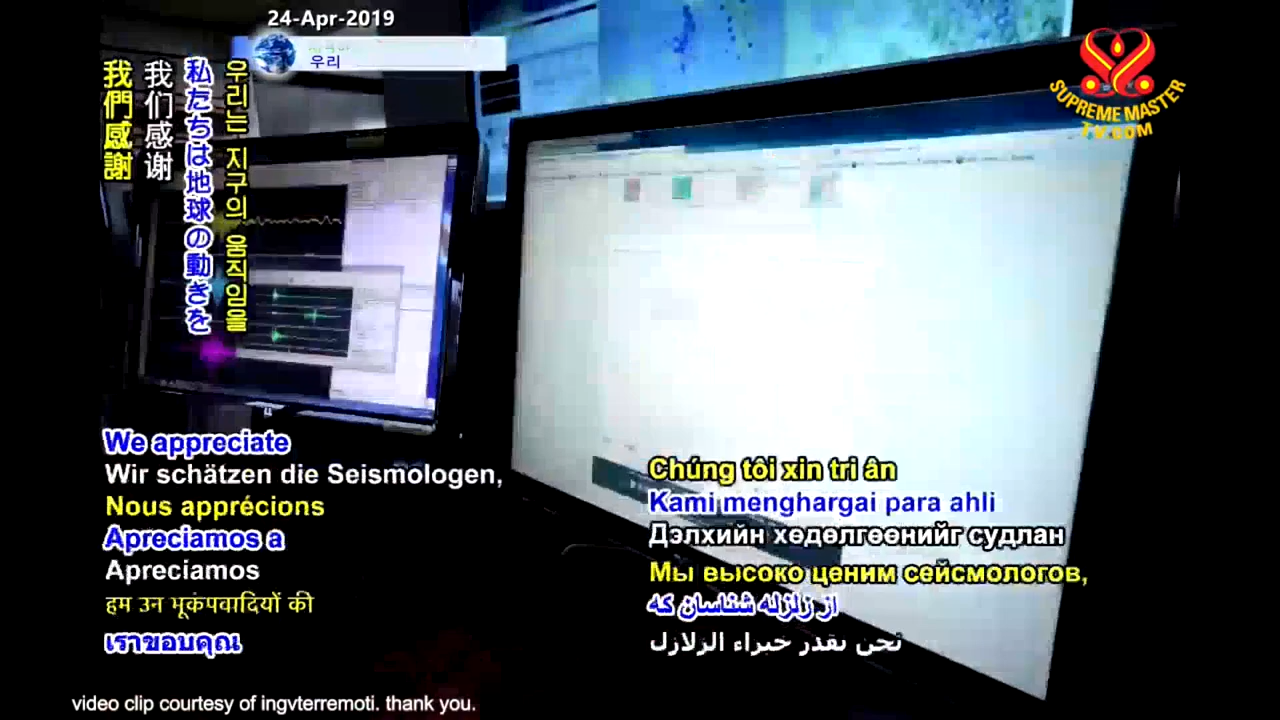 24-Apr-2019
우리
SUPREME MASTER
TV.COM
我們感謝
我们感谢
私たちは地球の動きを
우리는 지구의 움직임을
We appreciate
Wir schätzen die Seismologen,
Nous apprécions
Apreciamos a
Apreciamos
हम उन भूकंपवादियों की
เราขอบคุณ
Chúng tôi xin tri ân
Kami menghargai para ahli
Дэлхийн хөдөлгөөнийг судлан
Мы высоко ценим сейсмологов,
از زلزله شناسان که
نحن نقدر خبراء الزلازل
video clip courtesy of ingvterremoti. thank you.